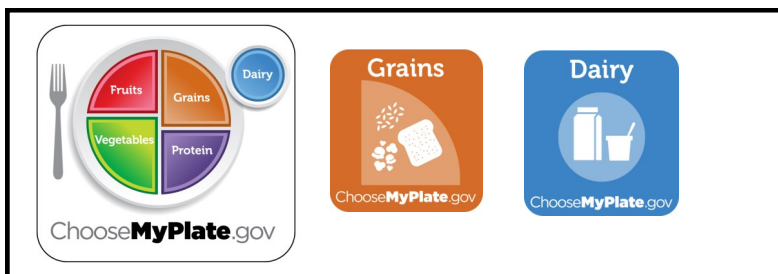 Fruits
Grains
Dairy
Vegetables
Protein
ChooseMyPlate.gov
Grains
ChooseMyPlate.gov
Dairy
ChooseMyPlate.gov